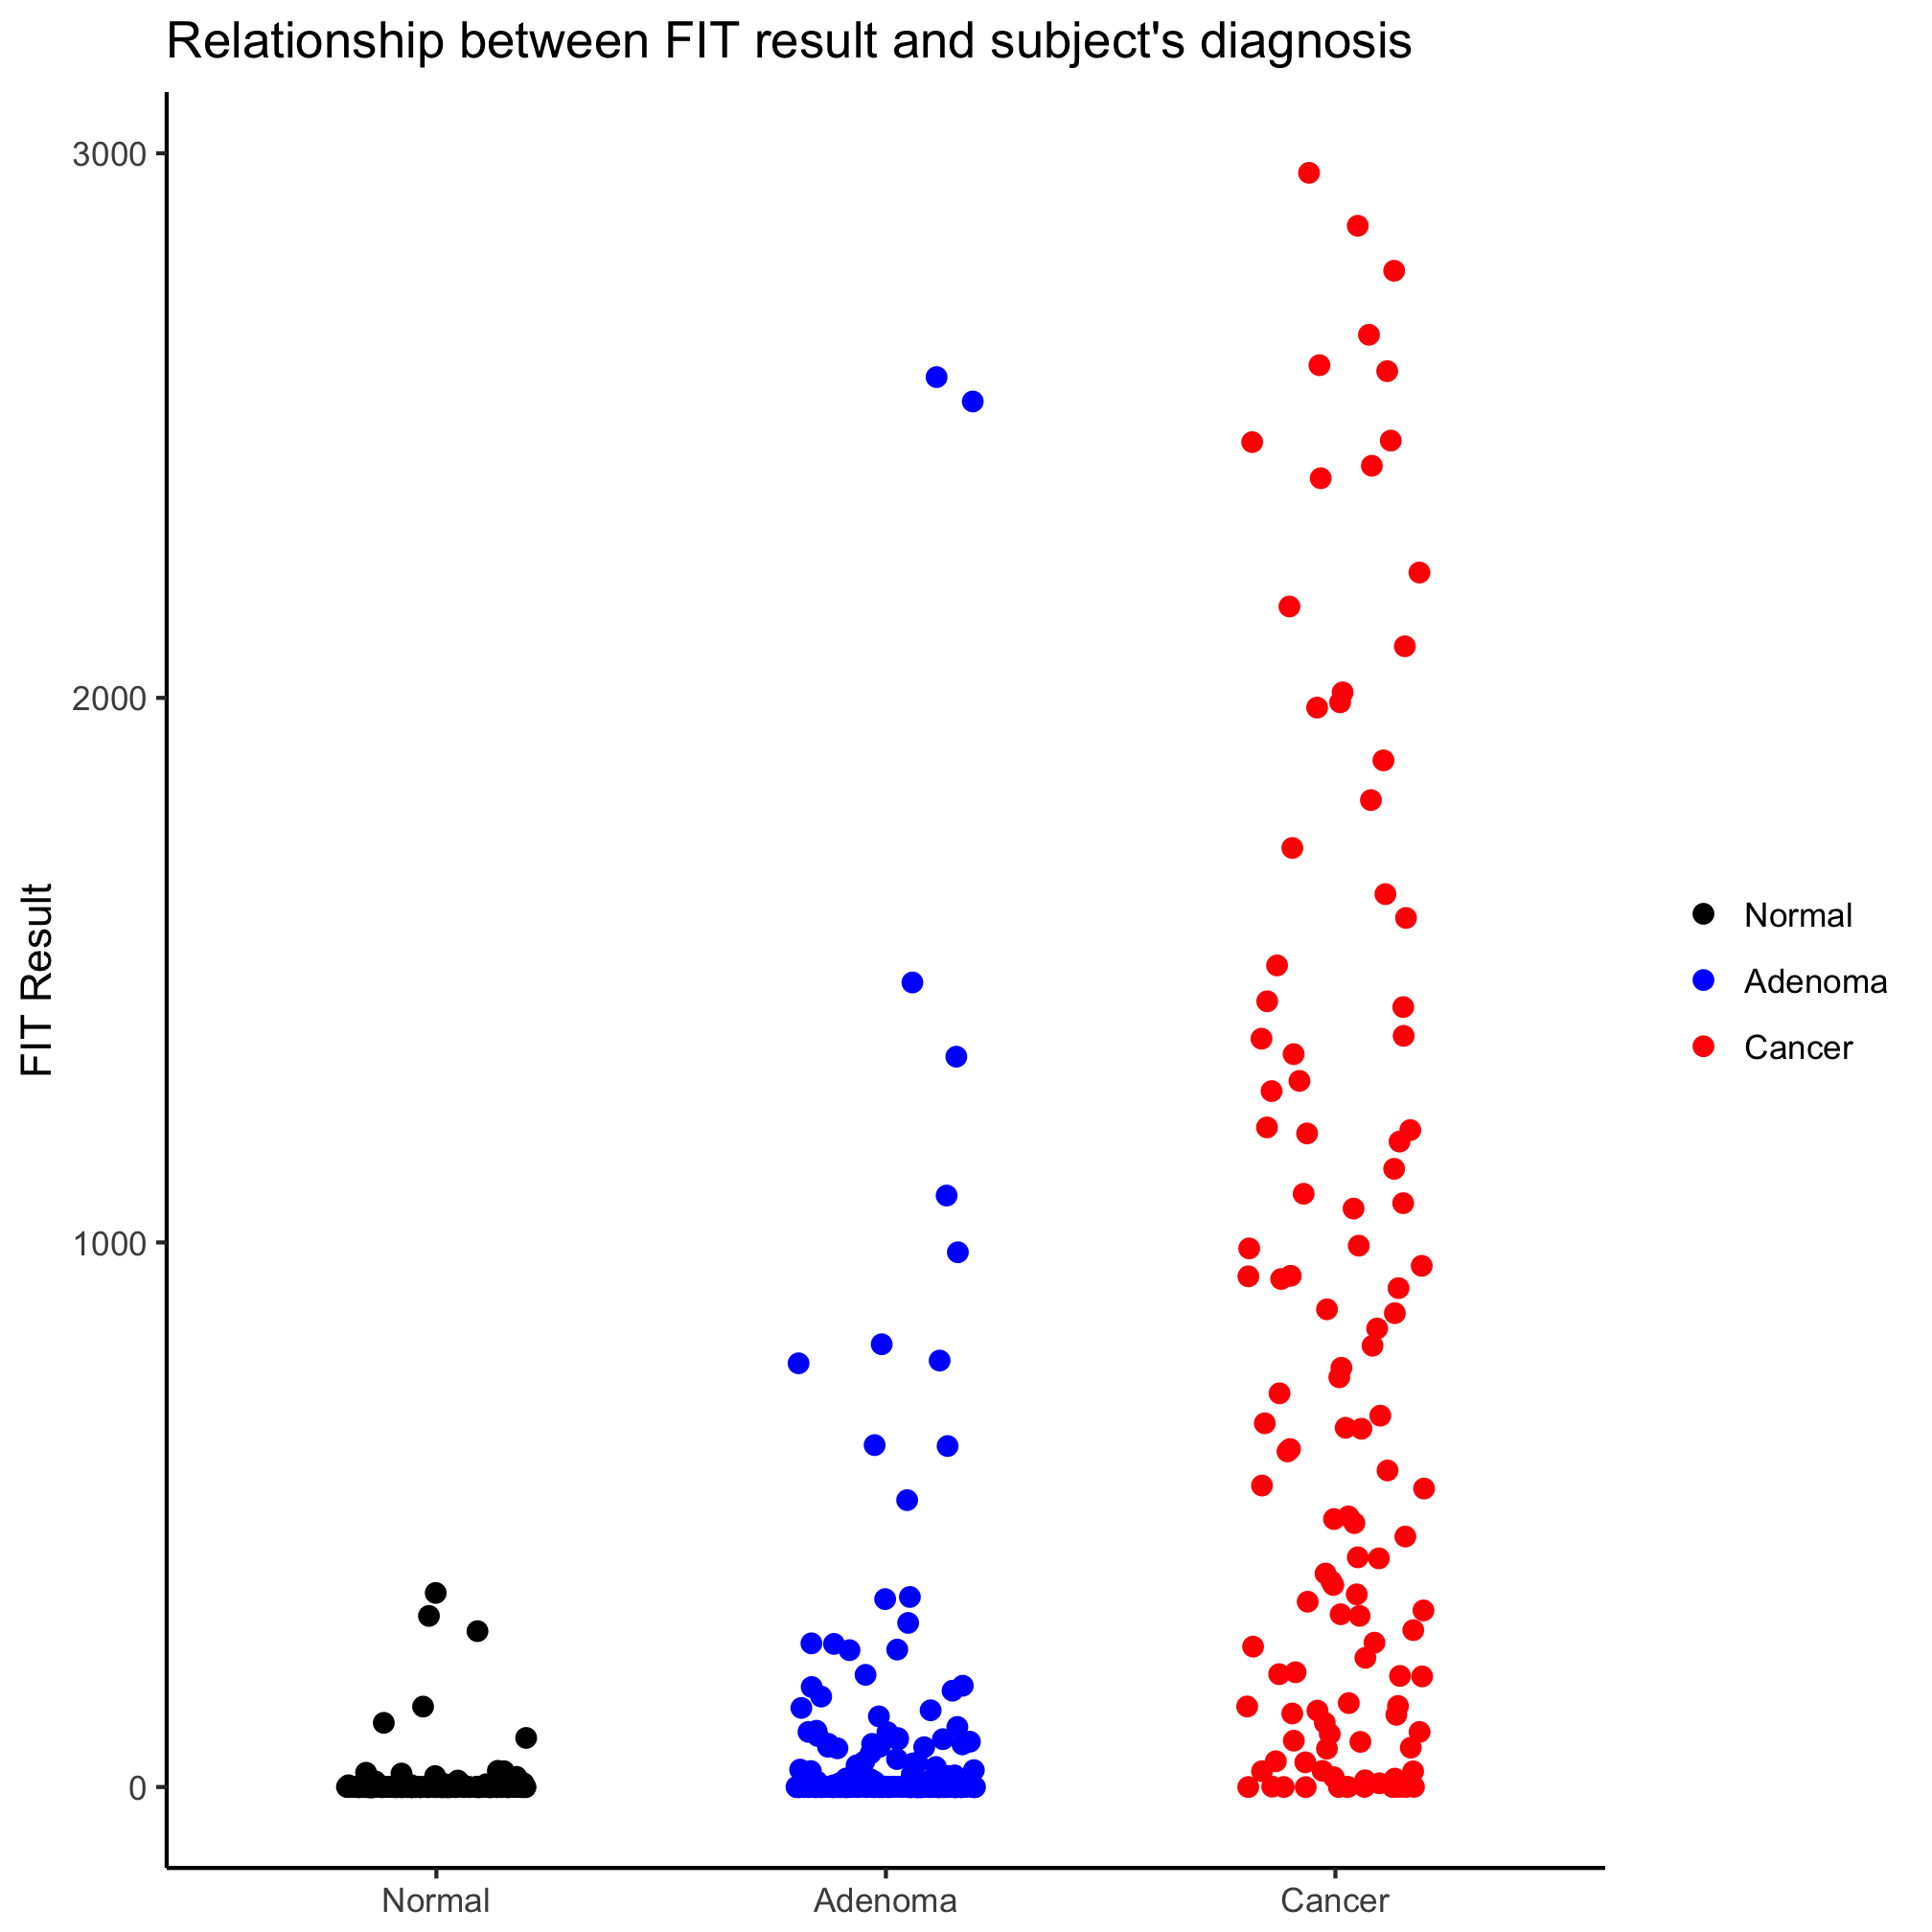 Relationship between FIT result and subject's diagnosis
3000
2000
1000
0
FIT Result
Normal
Adenoma
Cancer
Normal
Adenoma
Cancer